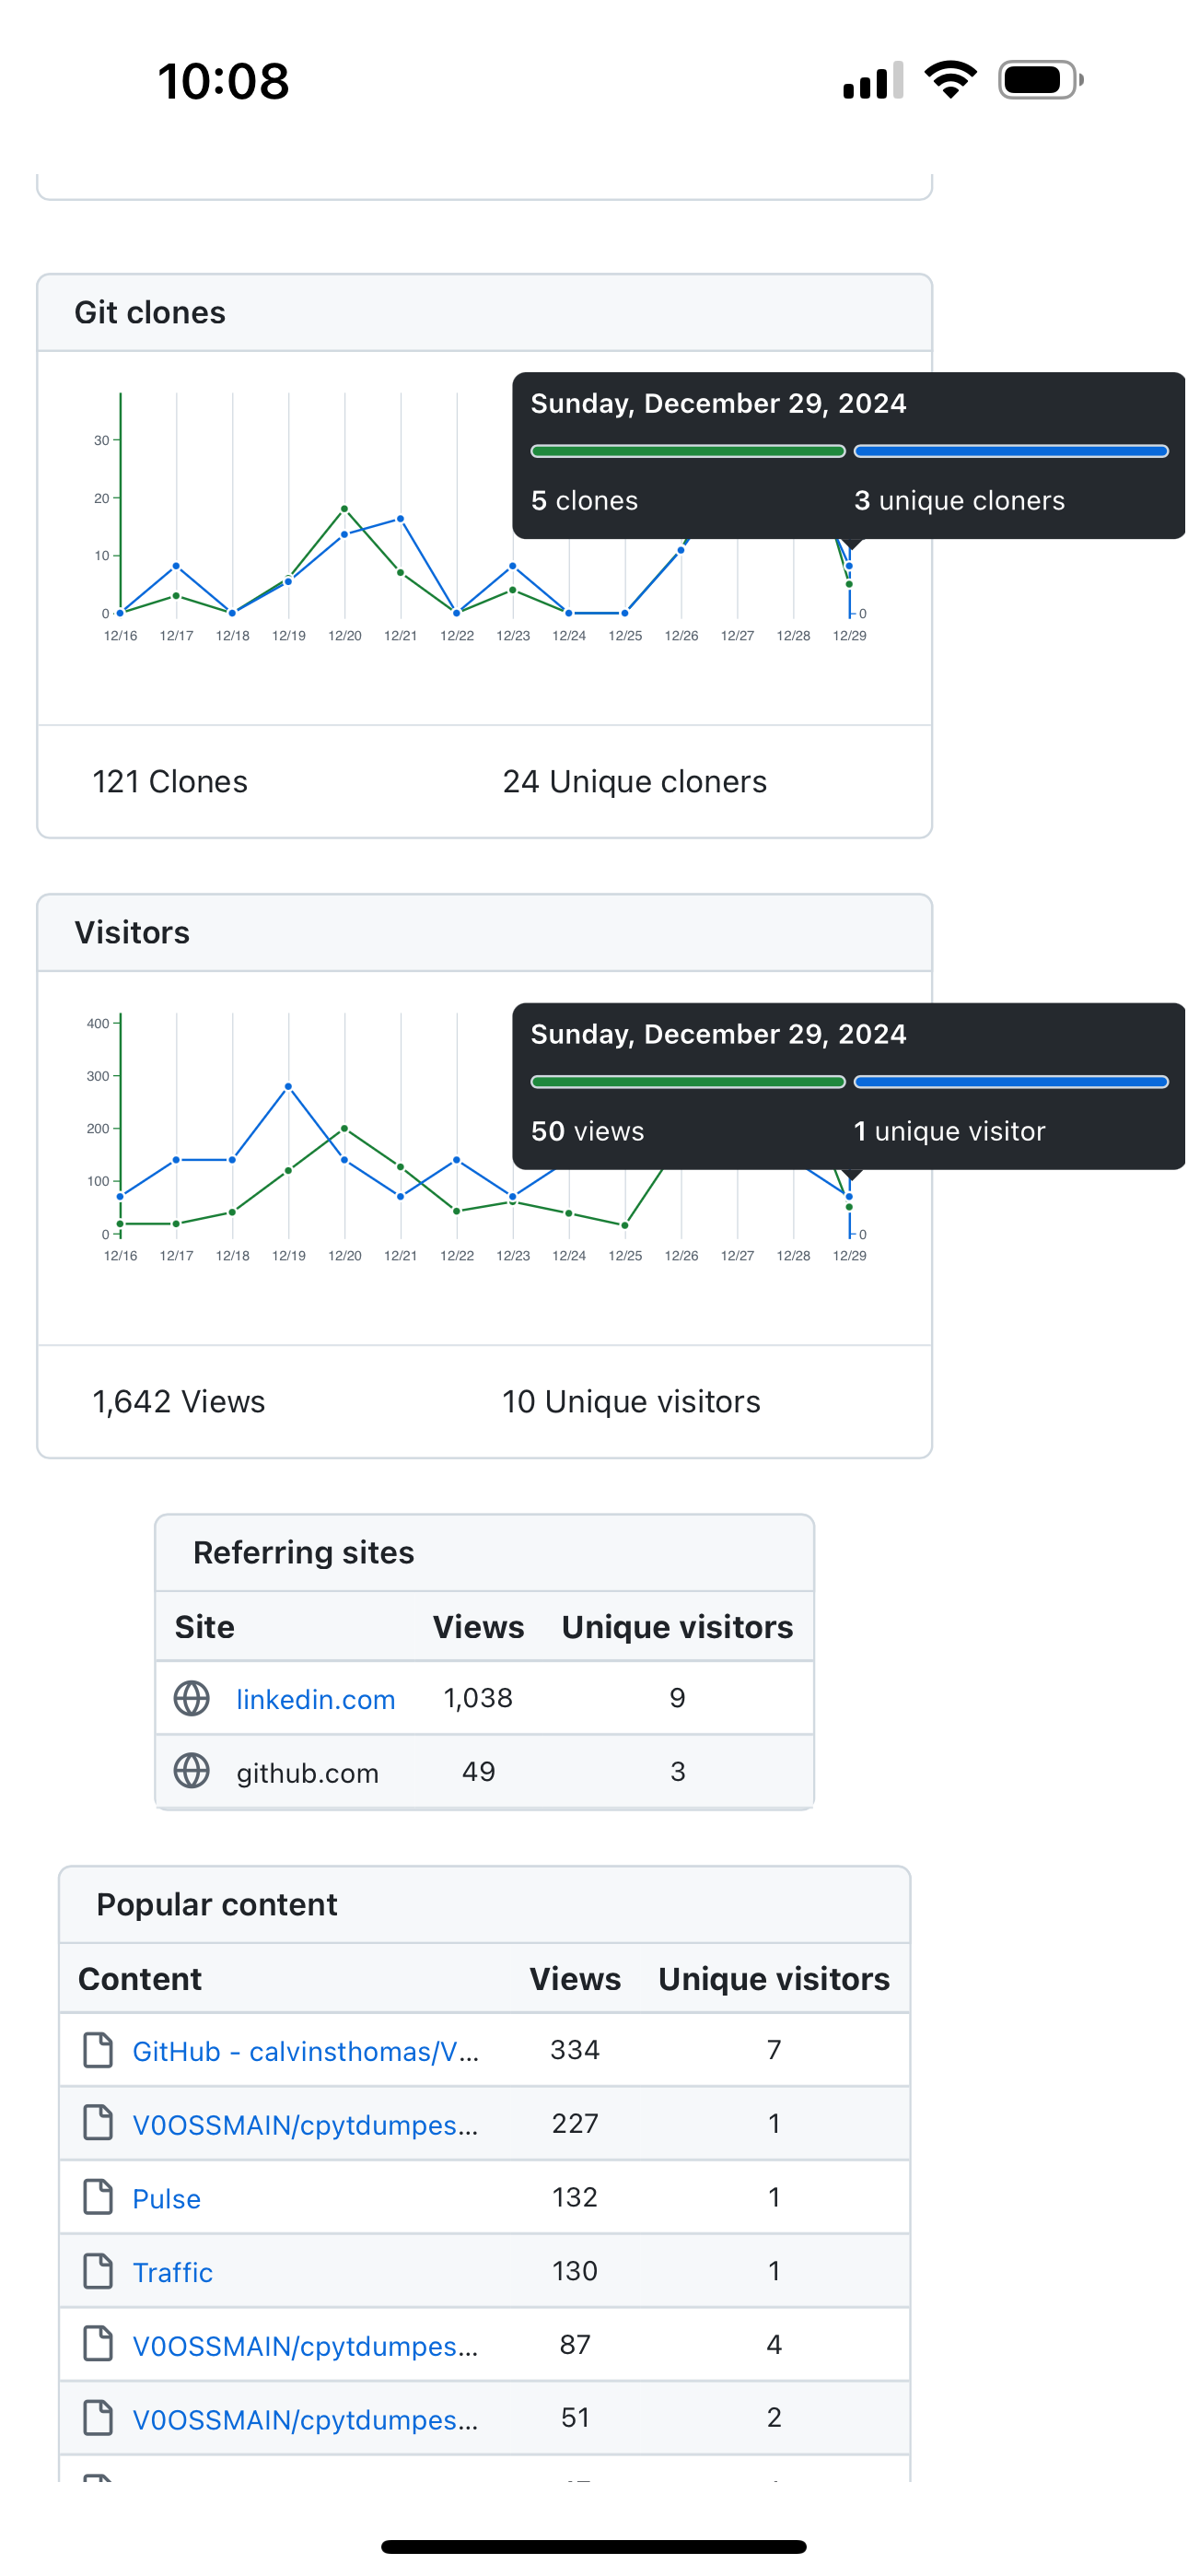 10:08
Git clones
Sunday, December 29, 2024
5 clones 3 unique cloners
30
20
10
0 0
12/16 12/17 12/18 12/19 12/20 12/21 12/22 12/23 12/24 12/25 12/26 12/27 12/28 12/29
121 Clones 24 Unique cloners
Visitors
Sunday, December 29, 2024
50 views 1 unique visitor
400
300
200
100
0 0
12/16 12/17 12/18 12/19 12/20 12/21 12/22 12/23 12/24 12/25 12/26 12/27 12/28 12/29
1,642 Views 10 Unique visitors
Referring sites
Site Views Unique visitors
linkedin.com 1,038 9
github.com 49 3
Popular content
Content Views Unique visitors
GitHub - calvinsthomas/V... 334 7
V0OSSMAIN/cpytdumpes... 227 1
Pulse 132 1
Traffic 130 1
V0OSSMAIN/cpytdumpes... 87 4
V0OSSMAIN/cpytdumpes... 51 2